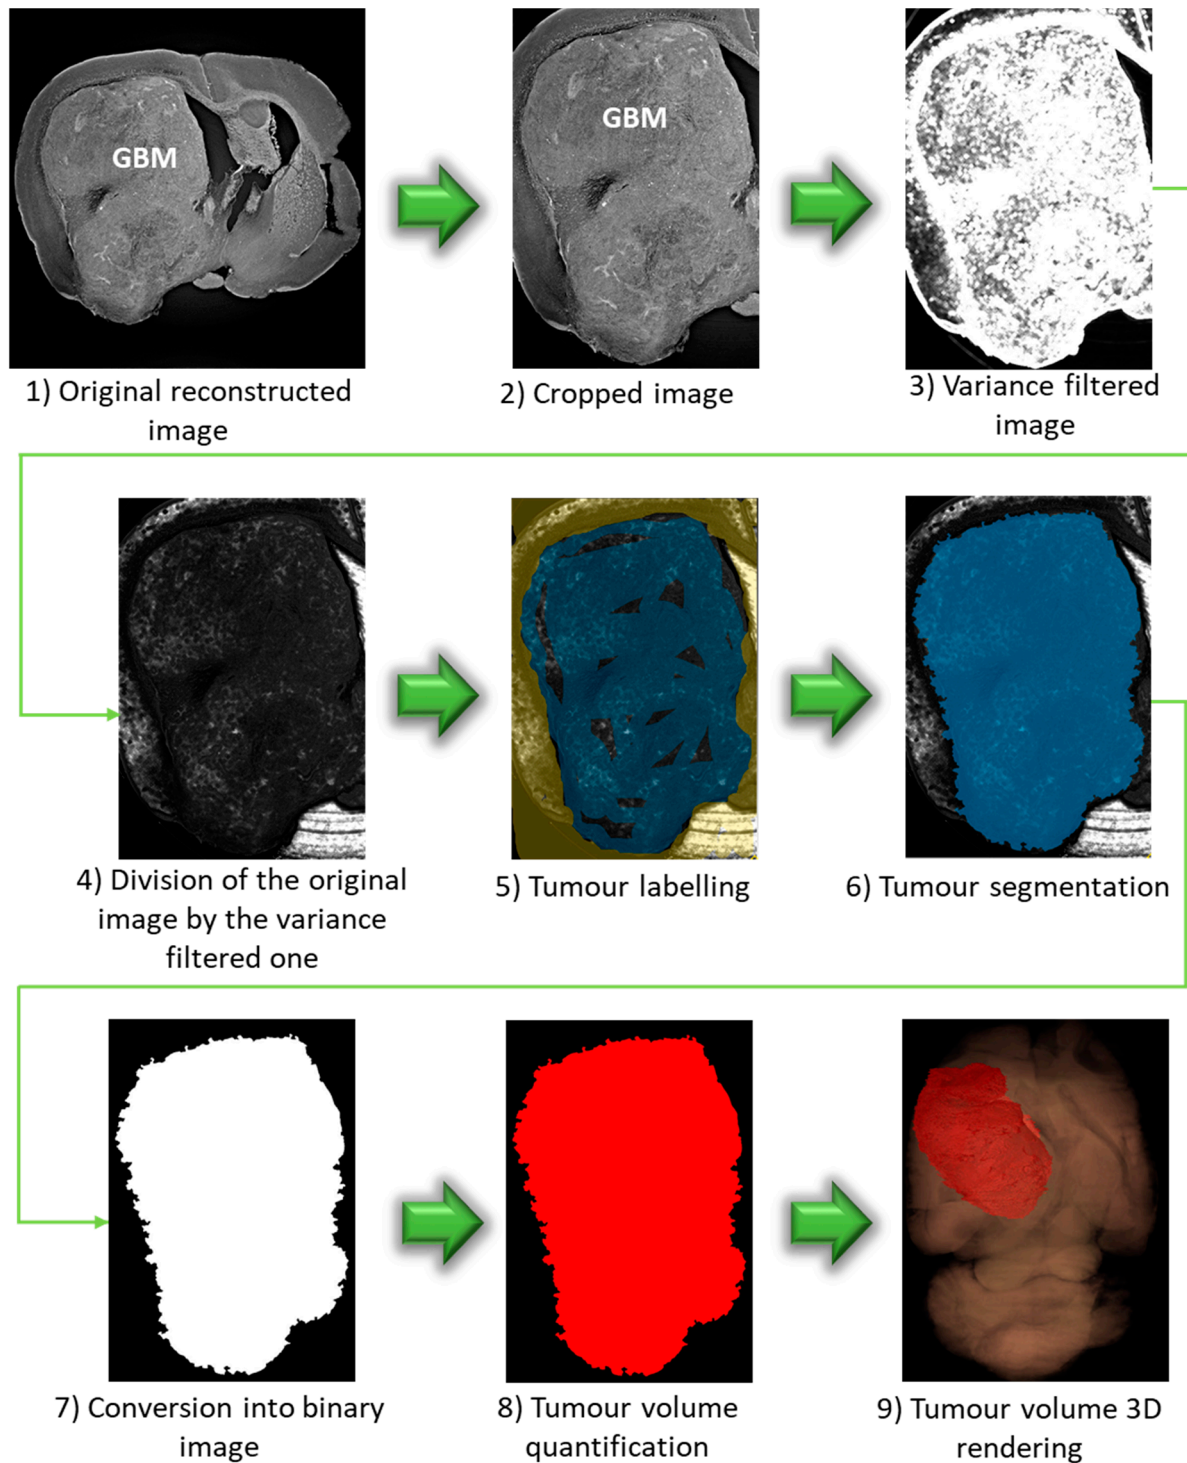 GBM
GBM
1) Original reconstructed
image
2) Cropped image
3) Variance filtered
image
4) Division of the original
image by the variance
filtered one
5) Tumour labelling
6) Tumour segmentation
7) Conversion into binary
image
8) Tumour volume
quantification
9) Tumour volume 3D
rendering